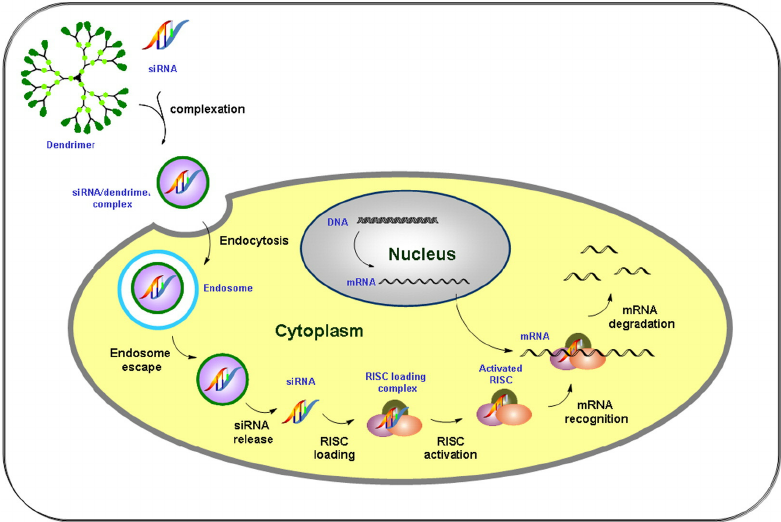 siRNA
complexation
Dendrimer
siRNA/dendrime.
complex
Endocytosis
DNA
Nucleus
mRNA
Endosome
Cytoplasm
mRNA
degradation
mRNA
Endosome
escape
siRNA
RISC loading
complex
Activated
RISC
mRNA
recognition
siRNA
release
RISC
loading
RISC
activation